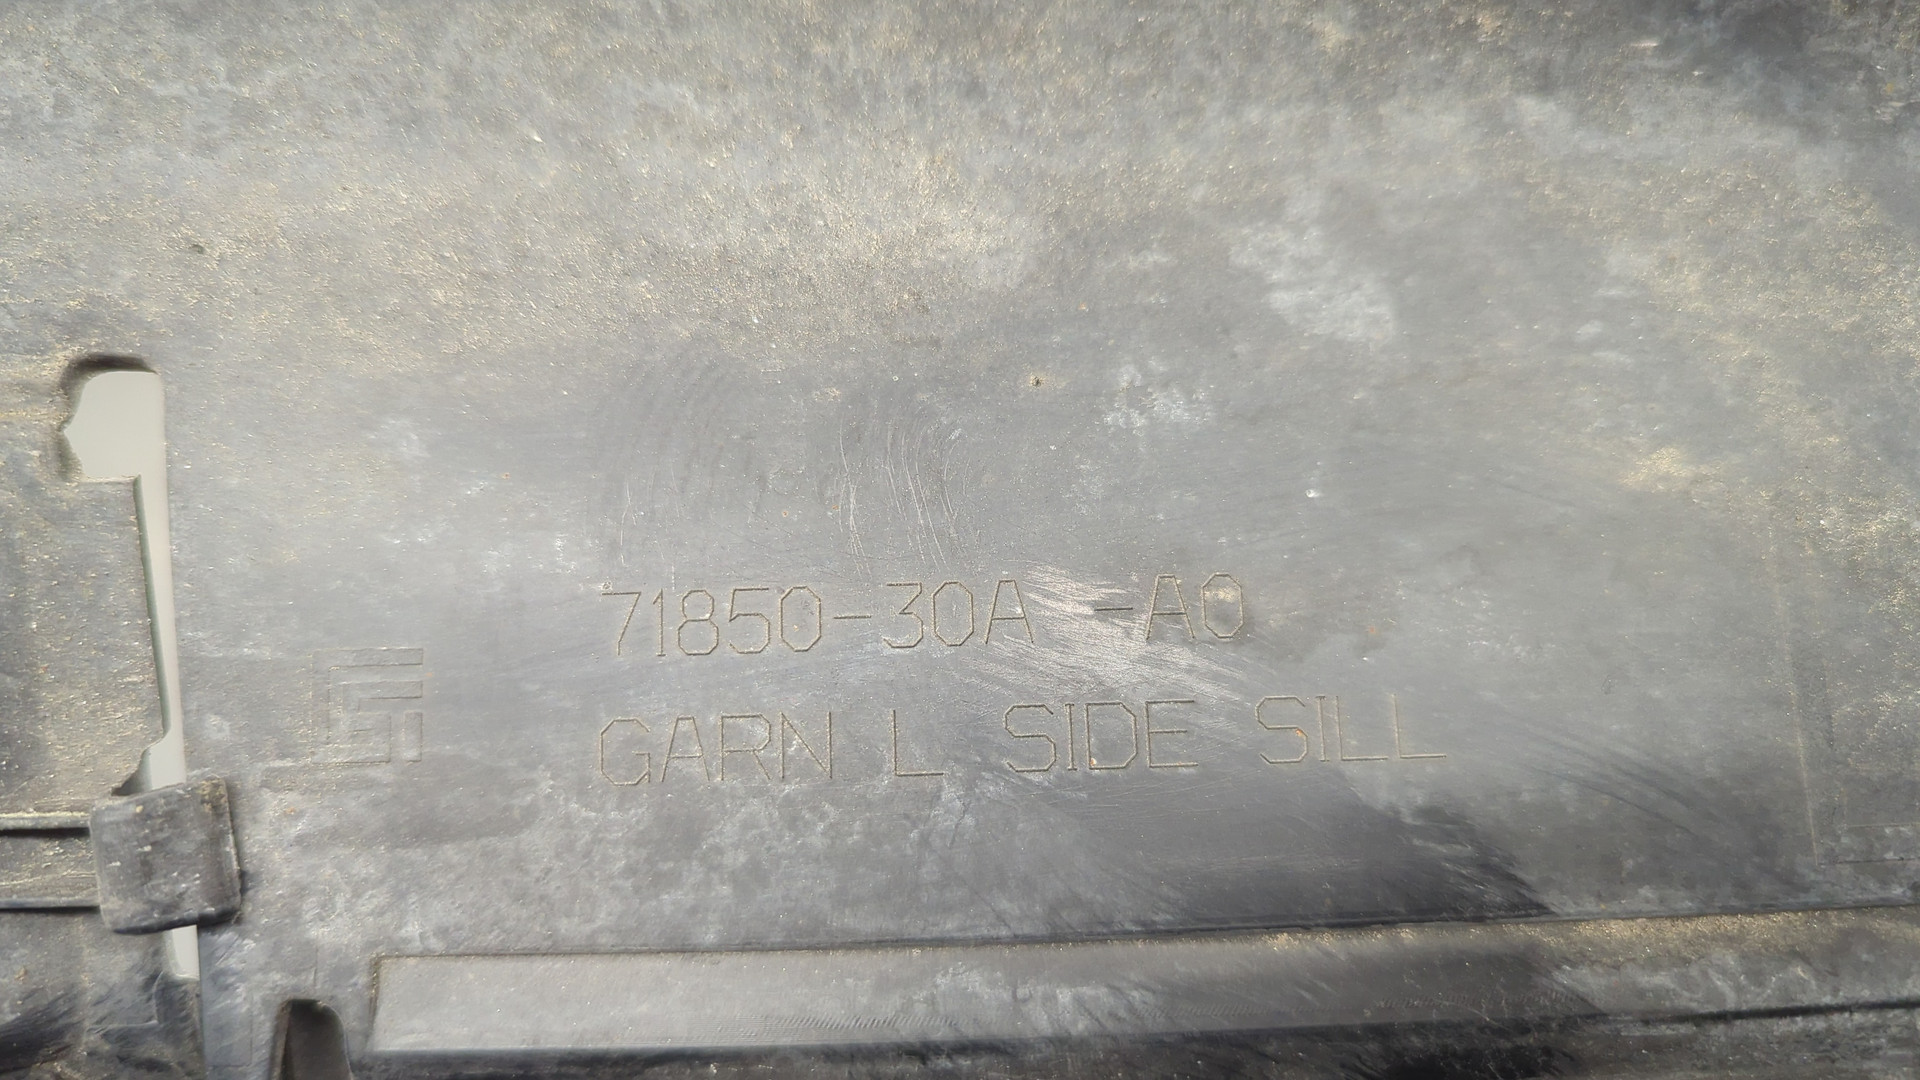 71850-30A -A0
GARN L SIDE SILL